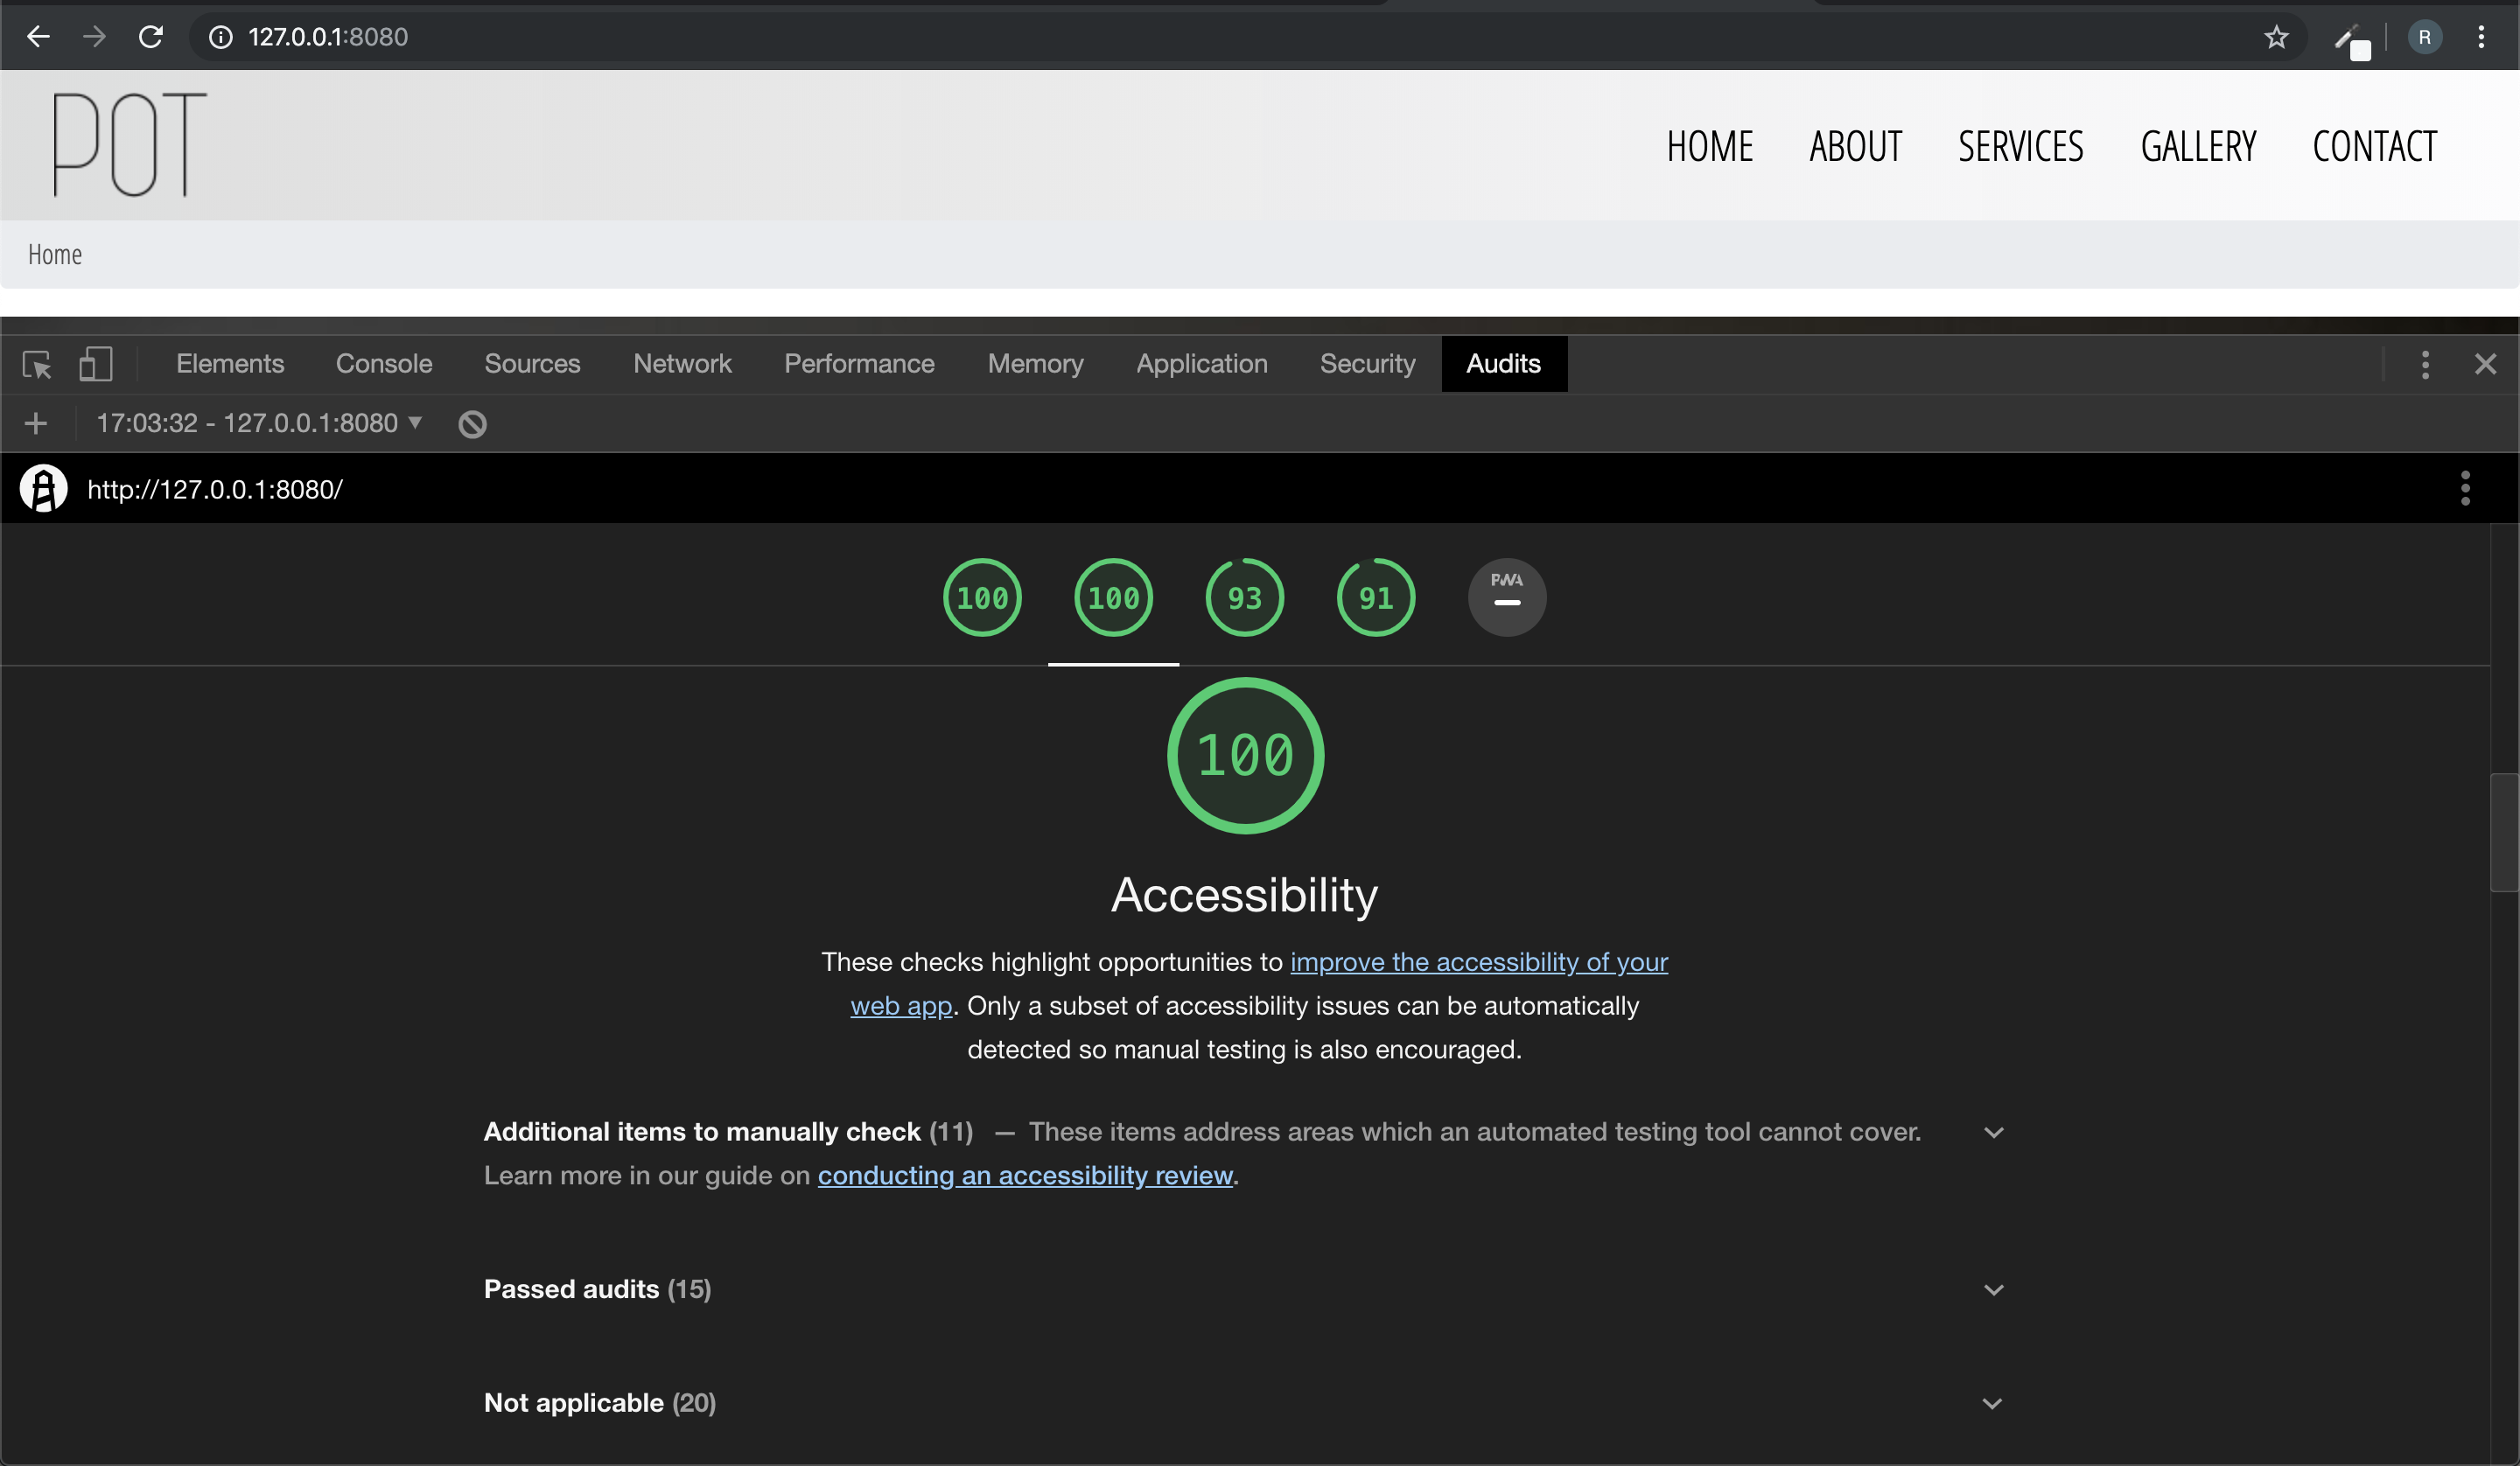 127.0.0.1:8080
R
POT
HOME ABOUT SERVICES GALLERY CONTACT
Home
Elements Console Sources Network Performance Memory Application Security Audits
17:03:32 - 127.0.0.1:8080
http://127.0.0.1:8080/
100 100 93 91 PWA
100
Accessibility
These checks highlight opportunities to improve the accessibility of your
web app. Only a subset of accessibility issues can be automatically
detected so manual testing is also encouraged.
Additional items to manually check (11) — These items address areas which an automated testing tool cannot cover.
Learn more in our guide on conducting an accessibility review.
Passed audits (15)
Not applicable (20)